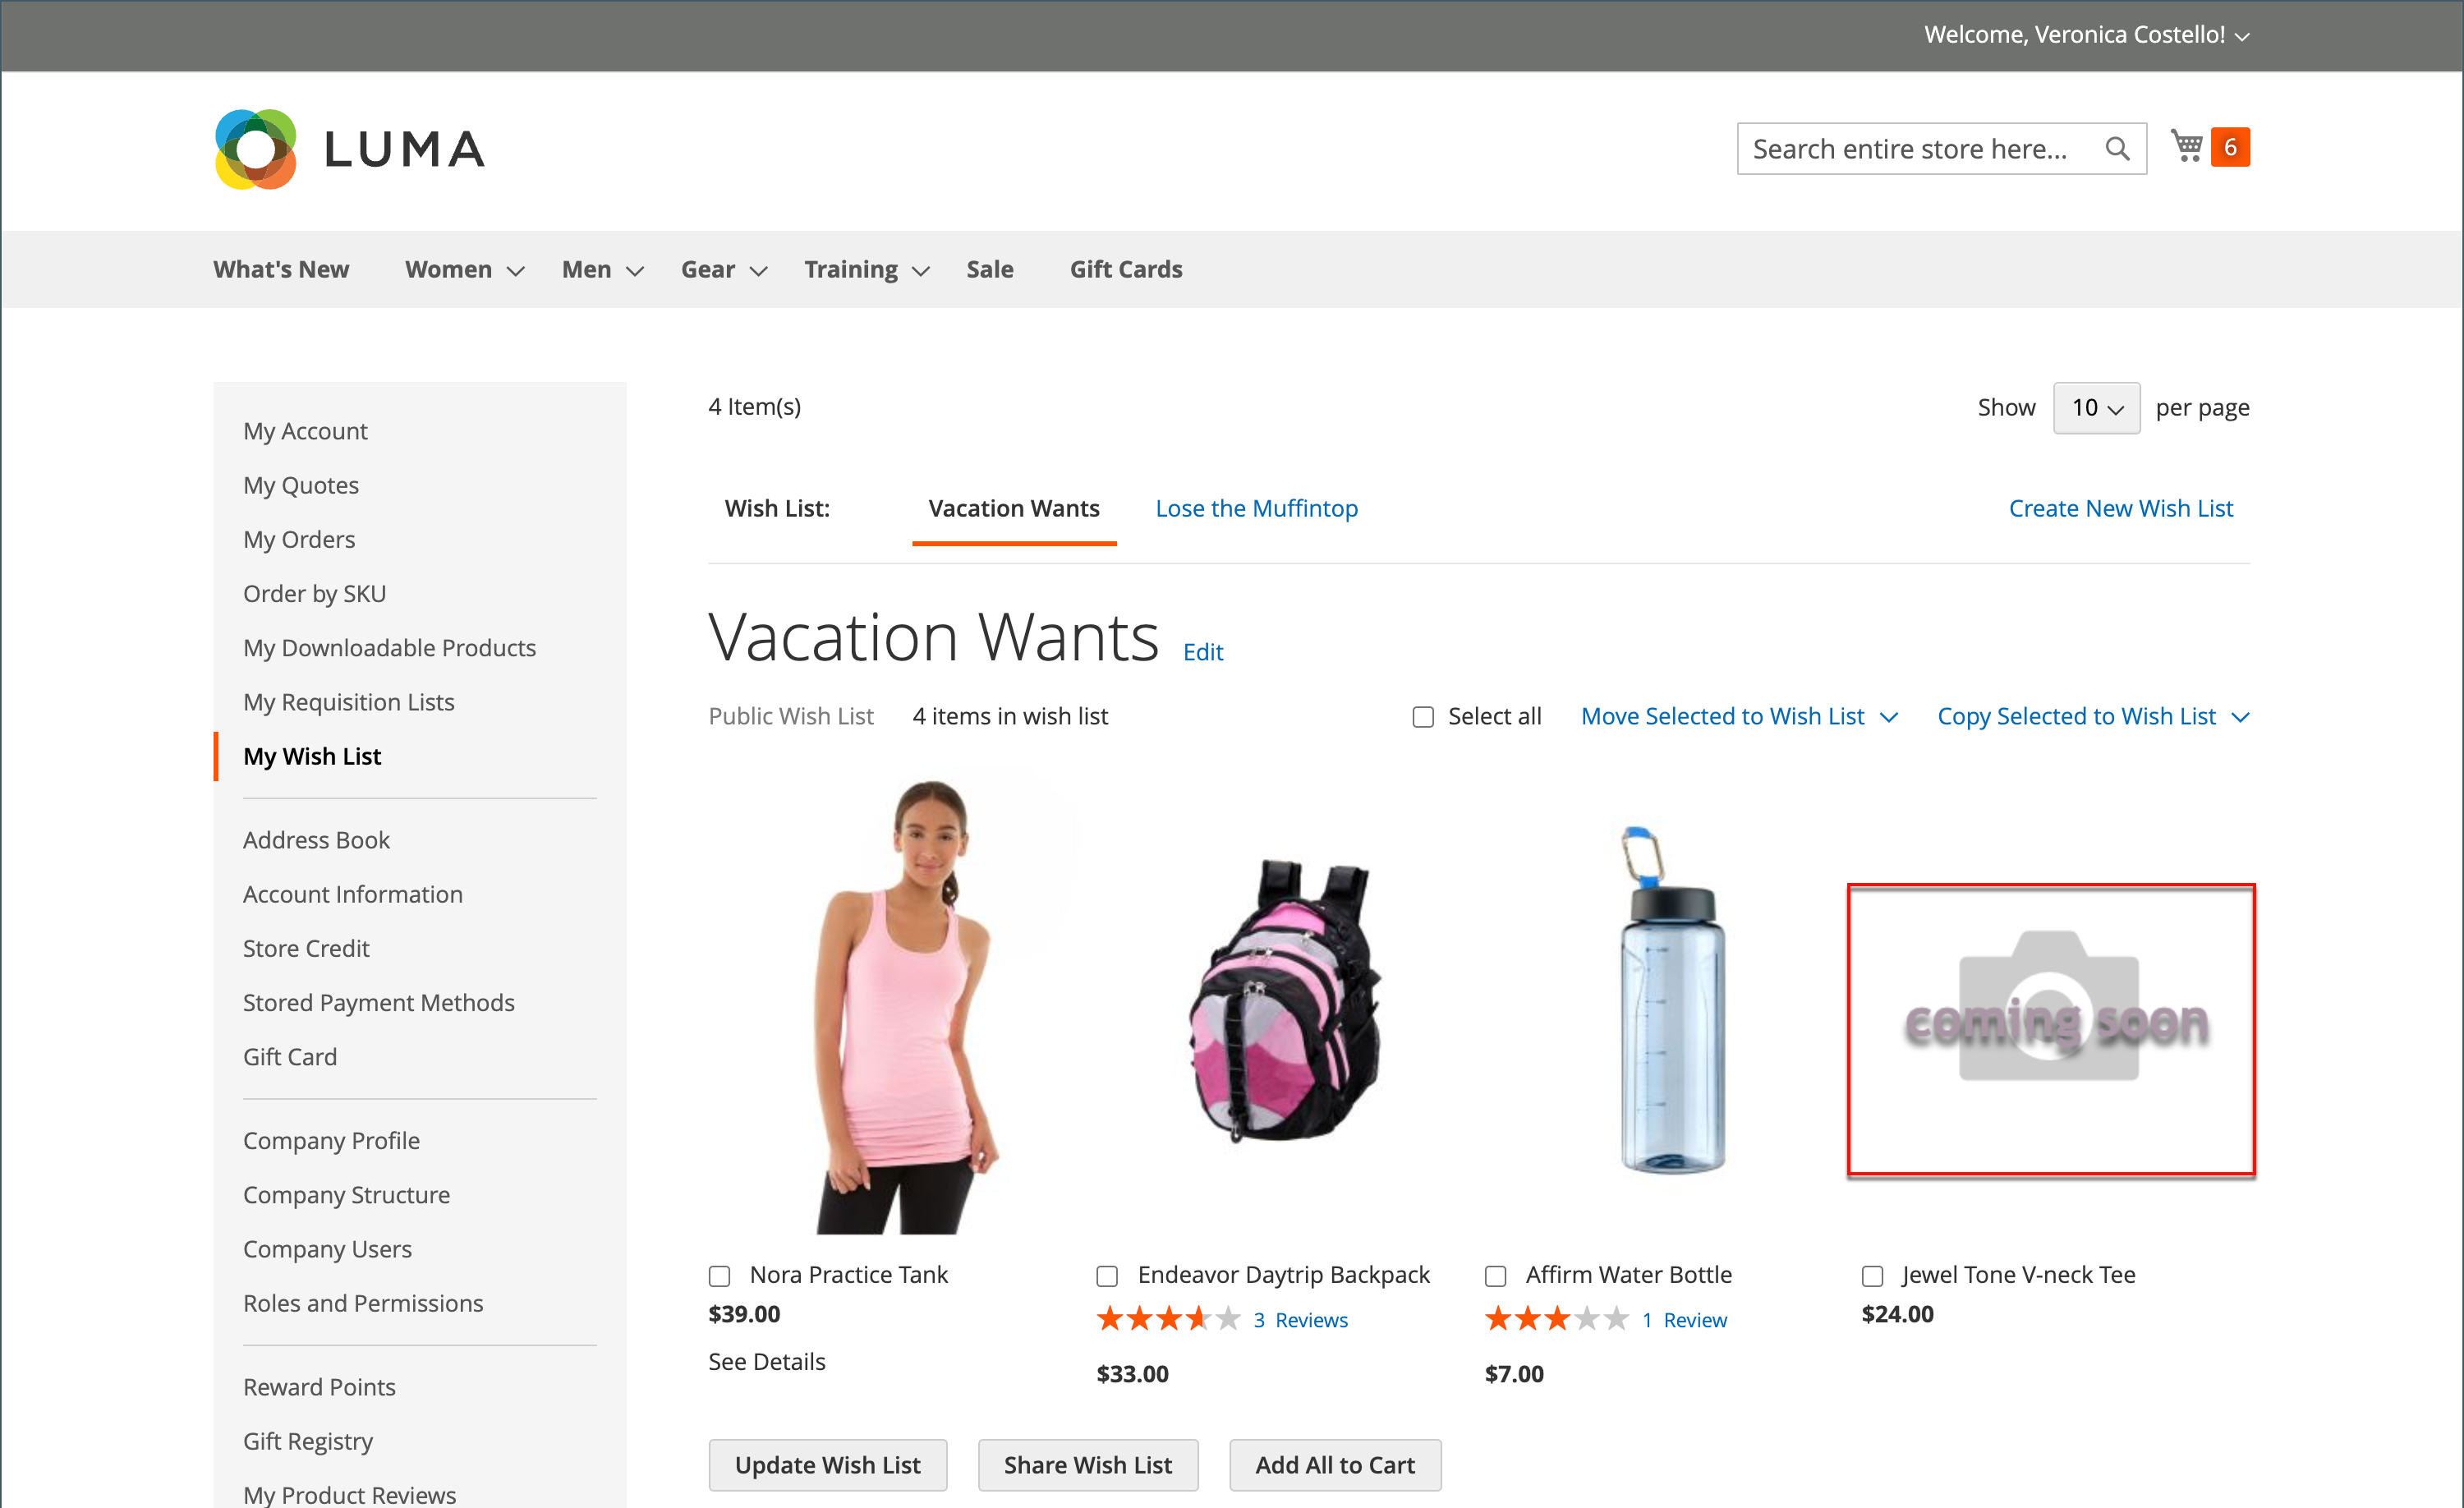 Welcome, Veronica Costello!
LUMA
Search entire store here...
6
What's New Women Men Gear Training Sale Gift Cards
My Account
My Quotes
My Orders
Order by SKU
My Downloadable Products
My Requisition Lists
My Wish List
Address Book
Account Information
Store Credit
Stored Payment Methods
Gift Card
Company Profile
Company Structure
Company Users
Roles and Permissions
Reward Points
Gift Registry
My Product Reviews
4 Item(s)
Show 10 per page
Wish List: Vacation Wants Lose the Muffintop Create New Wish List
Vacation Wants Edit
Public Wish List 4 items in wish list Select all Move Selected to Wish List Copy Selected to Wish List
coming soon
Nora Practice Tank
$39.00
See Details
Endeavor Daytrip Backpack
3 Reviews
$33.00
Affirm Water Bottle
1 Review
$7.00
Jewel Tone V-neck Tee
$24.00
Update Wish List Share Wish List Add All to Cart